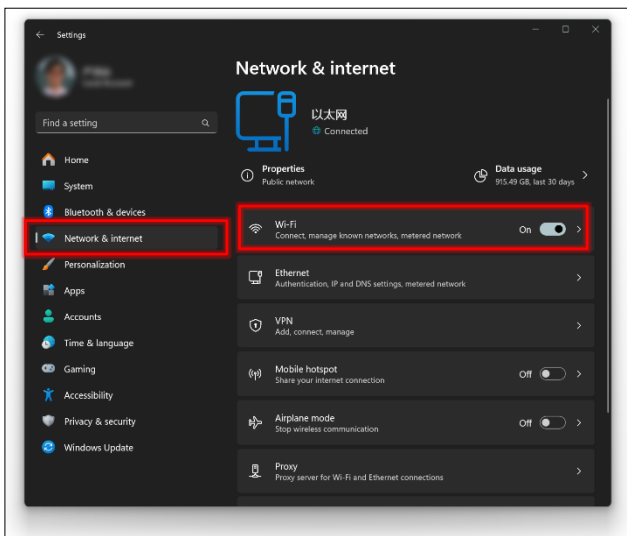 Settings
Network & internet
以太网
Connected
Find a setting
Properties
Public network
Data usage
915.49 GB, last 30 days
Home
System
Bluetooth & devices
Network & internet
Personalization
Apps
Accounts
Time & language
Gaming
Accessibility
Privacy & security
Windows Update
Wi-Fi
Connect, manage known networks, metered network
On
Ethernet
Authentication, IP and DNS settings, metered network
VPN
Add, connect, manage
Mobile hotspot
Share your internet connection
Off
Airplane mode
Stop wireless communication
Off
Proxy
Proxy server for Wi-Fi and Ethernet connections